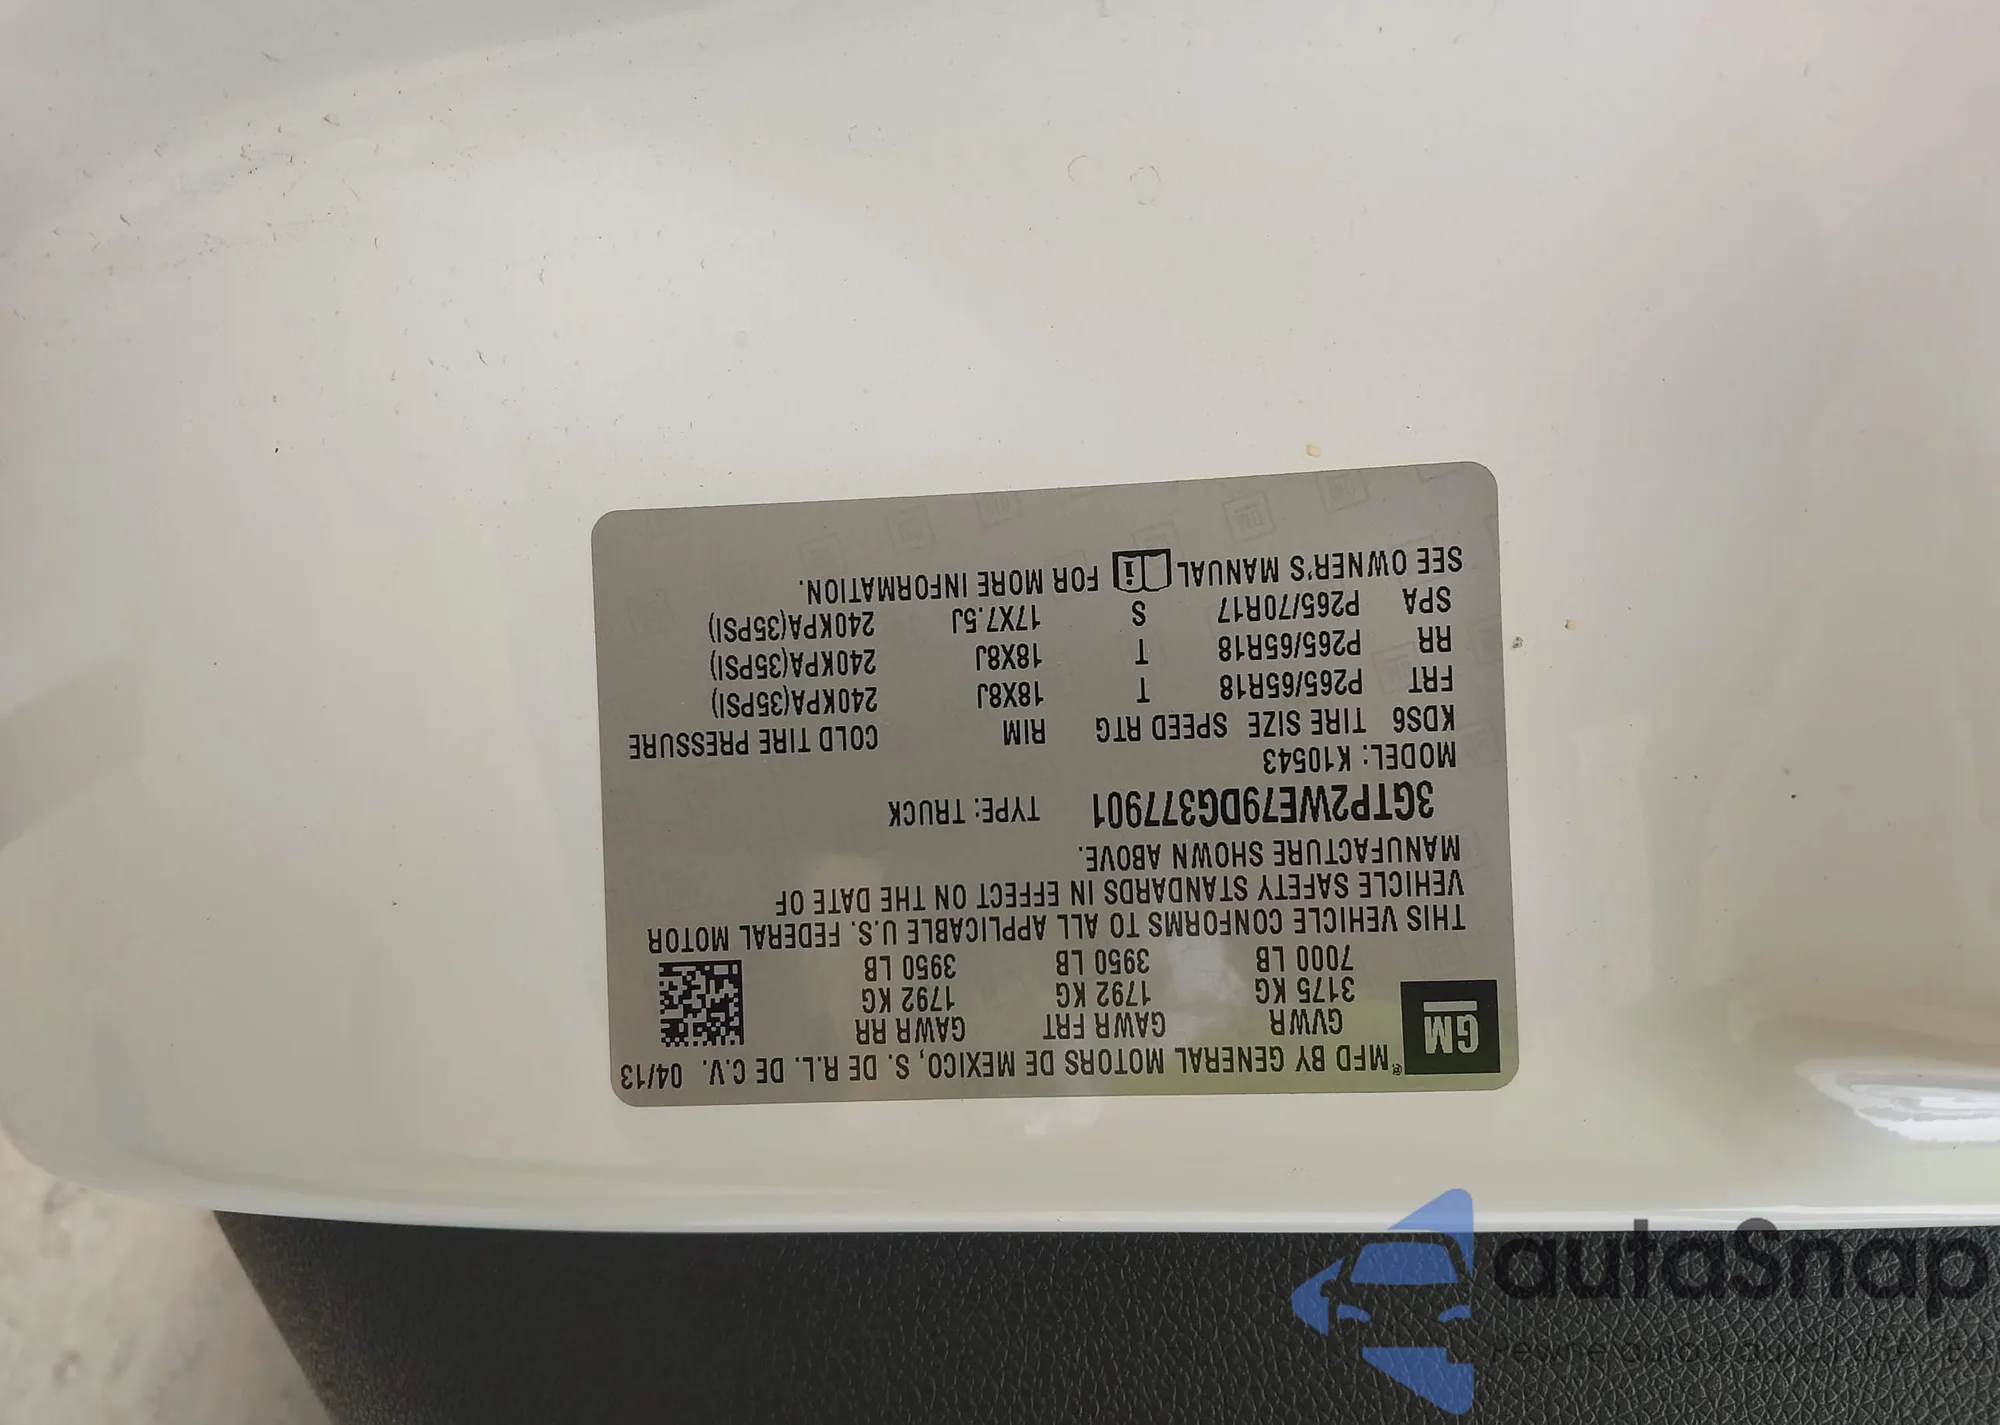 ®MFD BY GENERAL MOTORS DE MEXICO, S. DE R.L. DE C.V. 04/13
GM
GVWR GAWR FRT GAWR RR
3175 KG 1792 KG 1792 KG
7000 LB 3950 LB 3950 LB
THIS VEHICLE CONFORMS TO ALL APPLICABLE U.S. FEDERAL MOTOR
VEHICLE SAFETY STANDARDS IN EFFECT ON THE DATE OF
MANUFACTURE SHOWN ABOVE.
3GTP2WE79DG377901 TYPE: TRUCK
MODEL: K10543
KDS6 TIRE SIZE SPEED RTG RIM COLD TIRE PRESSURE
FRT P265/65R18 T 18X8J 240KPA(35PSI)
RR P265/65R18 T 18X8J 240KPA(35PSI)
SPA P265/70R17 S 17X7.5J 240KPA(35PSI)
SEE OWNER'S MANUAL FOR MORE INFORMATION.
autaSnap